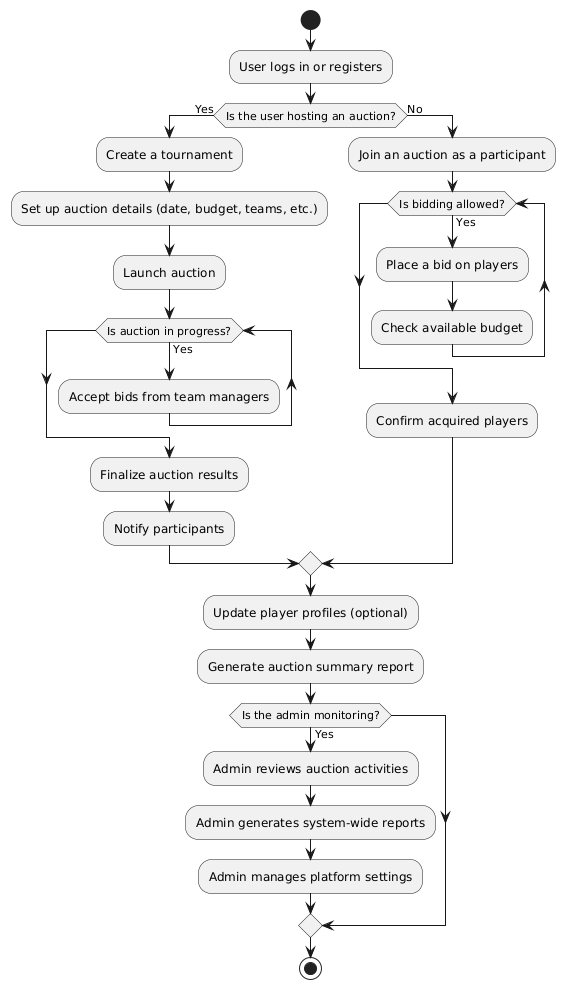 User logs in or registers
Is the user hosting an auction?
Yes
No
Create a tournament
Set up auction details (date, budget, teams, etc.)
Launch auction
Is auction in progress?
Yes
Accept bids from team managers
Finalize auction results
Notify participants
Join an auction as a participant
Is bidding allowed?
Yes
Place a bid on players
Check available budget
Confirm acquired players
Update player profiles (optional)
Generate auction summary report
Is the admin monitoring?
Yes
Admin reviews auction activities
Admin generates system-wide reports
Admin manages platform settings